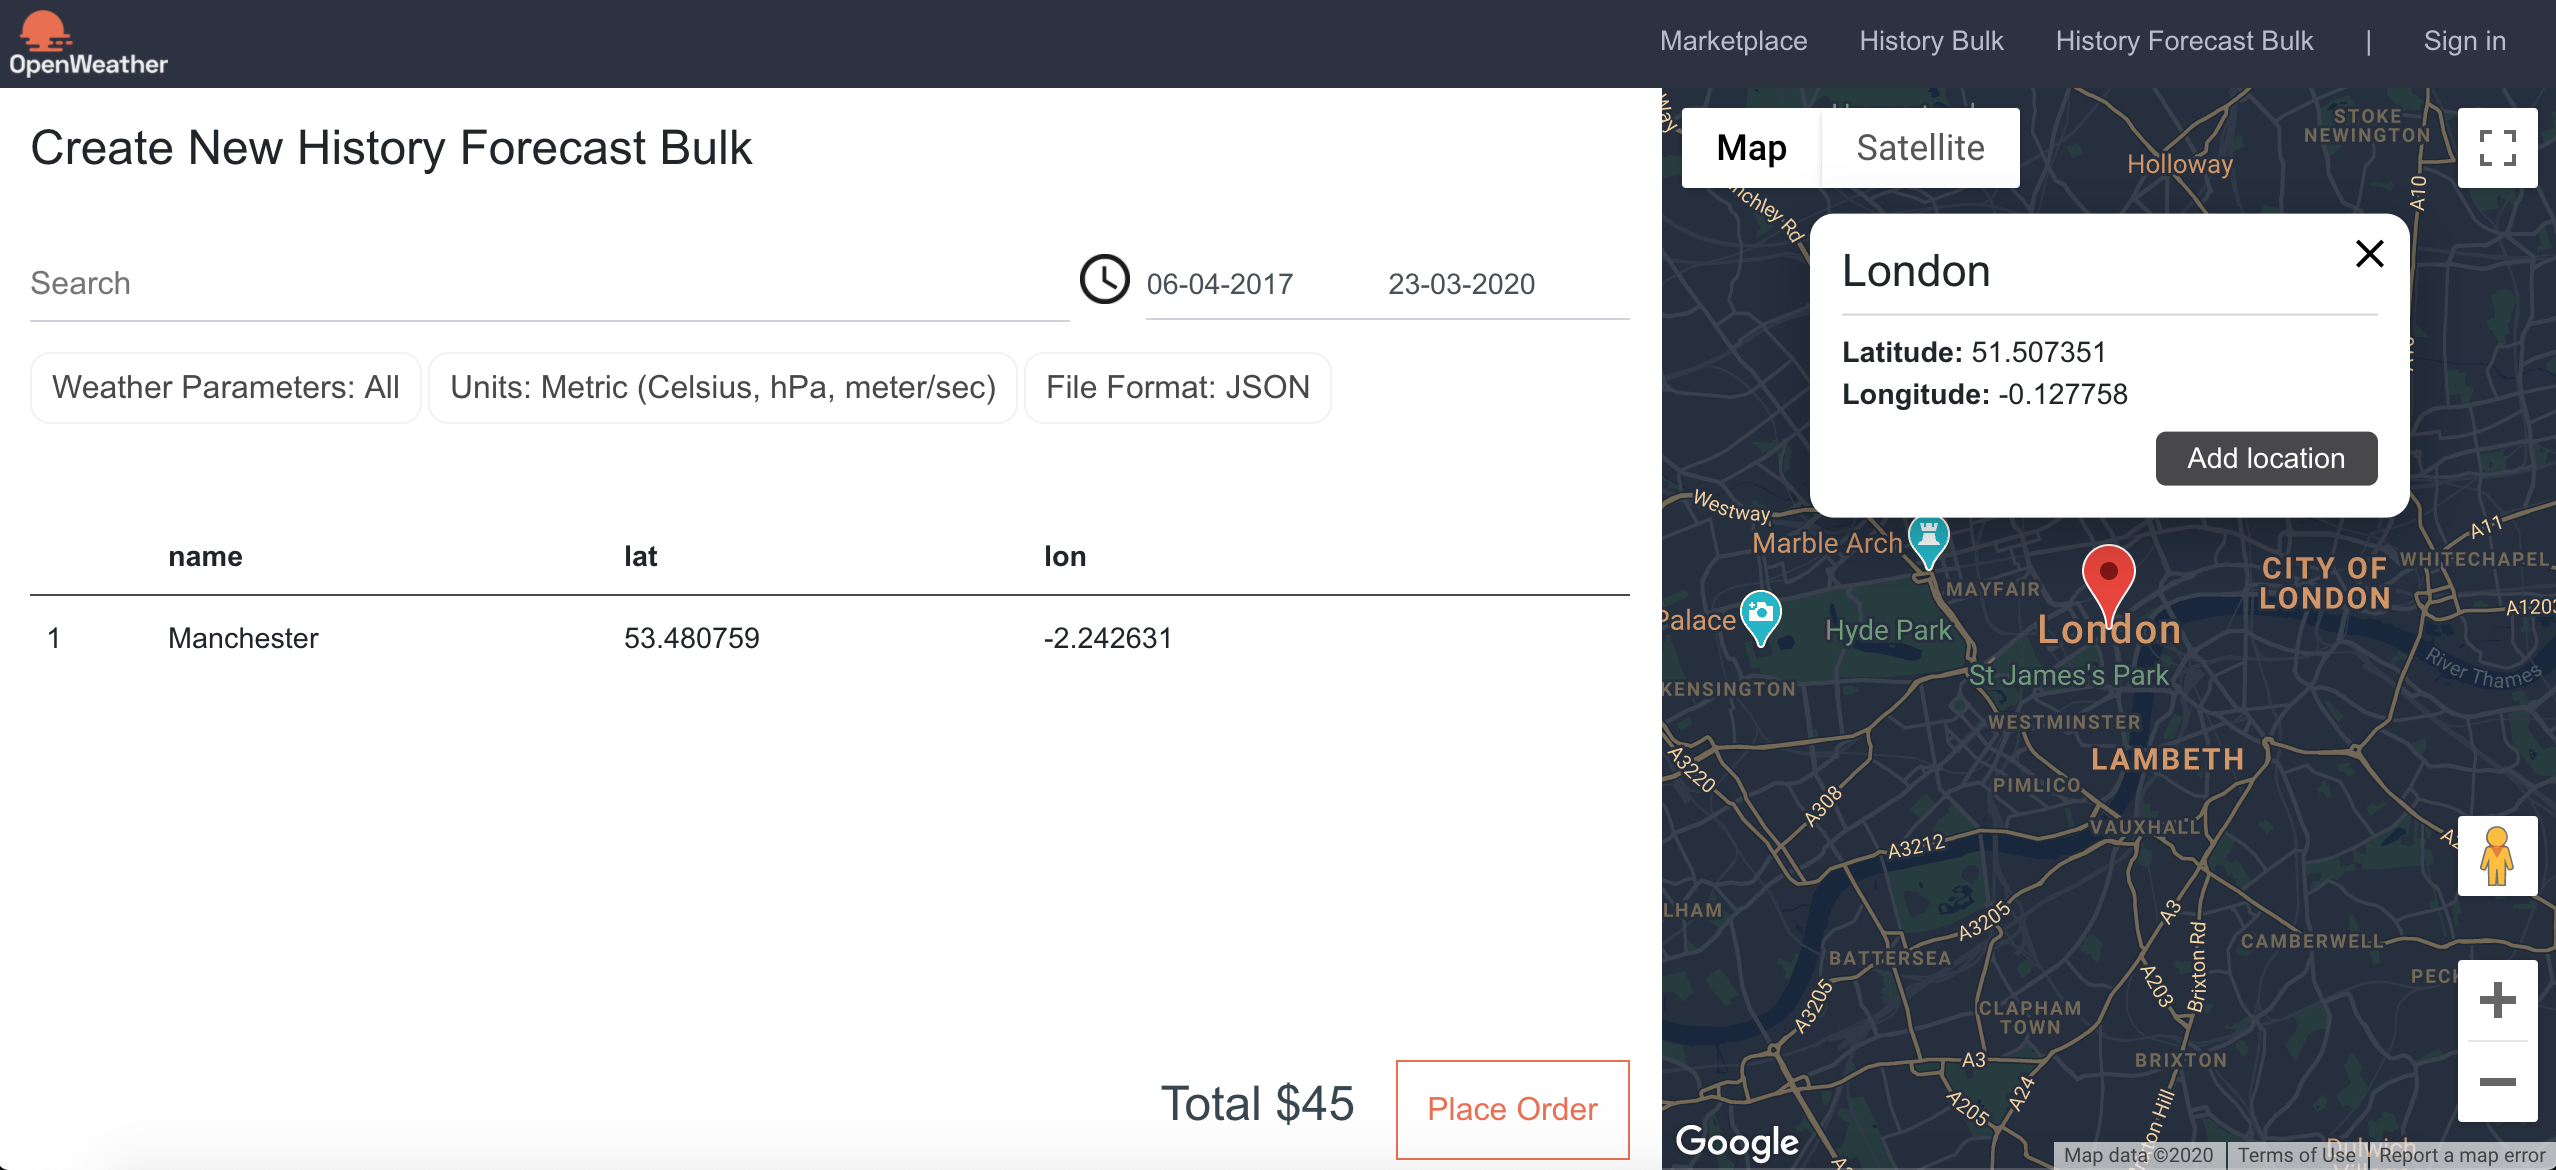 OpenWeather
Marketplace History Bulk History Forecast Bulk | Sign in
Create New History Forecast Bulk
Search
06-04-2017 23-03-2020
Weather Parameters: All
Units: Metric (Celsius, hPa, meter/sec)
File Format: JSON
name lat lon
1 Manchester 53.480759 -2.242631
Total $45
Place Order
Map Satellite
London
Latitude: 51.507351
Longitude: -0.127758
Add location
STOKE
NEWINGTON
Holloway
A10
Way
nchley Rd
Westway
Marble Arch
MAYFAIR
CITY OF
LONDON
WHITECHAPEL
A11
A1203
Palace
Hyde Park
London
St James's Park
River Thames
KENSINGTON
WESTMINSTER
LAMBETH
PIMLICO
A3220
A308
VAUXHALL
A3212
LHAM
A3205
A3
Brixton Rd
CAMBERWELL
BATTERSEA
PECK
A3205
A203
CLAPHAM
TOWN
A3
BRIXTON
A24
A205
ton Hill
Dulwich
Google
Map data ©2020 Terms of Use Report a map error